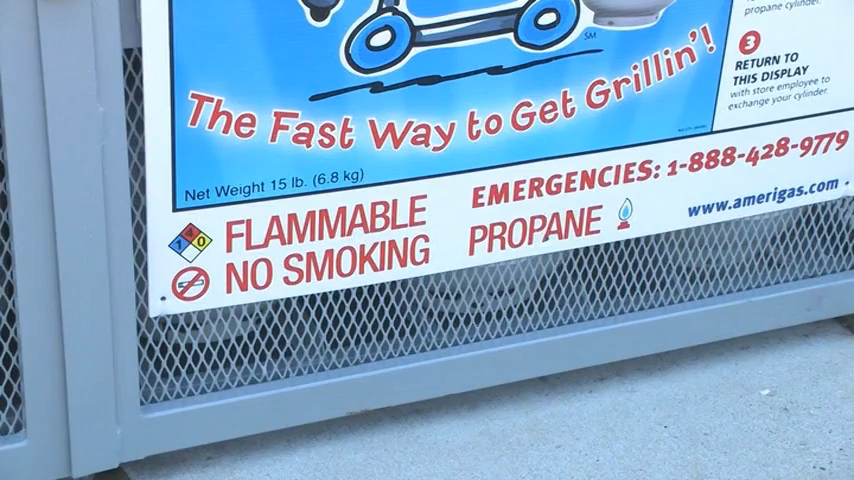 propane cylinder.
3
RETURN TO
THIS DISPLAY
with store employee to
exchange your cylinder.
SM
The Fast Way to Get Grillin'!
Net Weight 15 lb. (6.8 kg)
EMERGENCIES: 1-888-428-9779
4
1 0
FLAMMABLE
NO SMOKING
PROPANE
www.amerigas.com